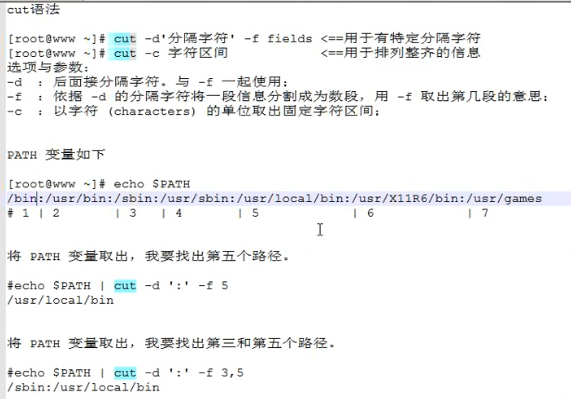 cut语法
[root@www ~]# cut -d'分隔字符' -f fields <==用于有特定分隔字符
[root@www ~]# cut -c 字符区间 <==用于排列整齐的信息
选项与参数:
-d : 后面接分隔字符。与 -f 一起使用;
-f : 依据 -d 的分隔字符将一段信息分割成为数段, 用 -f 取出第几段的意思;
-c : 以字符 (characters) 的单位取出固定字符区间;
PATH 变量如下
[root@www ~]# echo $PATH
/bin:/usr/bin:/sbin:/usr/sbin:/usr/local/bin:/usr/X11R6/bin:/usr/games
# 1 | 2 | 3 | 4 | 5 | 6 | 7
将 PATH 变量取出, 我要找出第五个路径。
#echo $PATH | cut -d ':' -f 5
/usr/local/bin
将 PATH 变量取出, 我要找出第三和第五个路径。
#echo $PATH | cut -d ':' -f 3,5
/sbin:/usr/local/bin